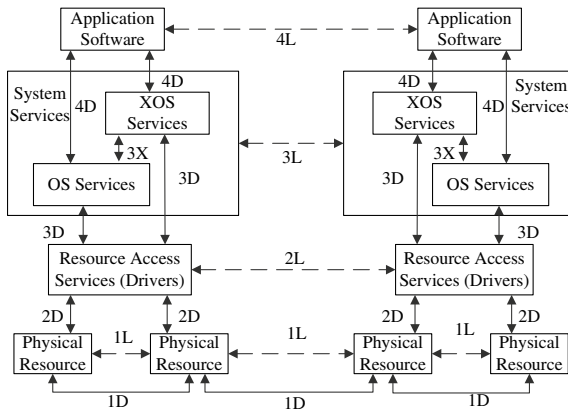 Application
Software
4L
Application
Software
System
Services
4D
4D
XOS
Services
3X
OS Services
3D
3D
3L
4D
XOS
Services
4D
System
Services
3X
OS Services
3D
3D
Resource Access
Services (Drivers)
2L
Resource Access
Services (Drivers)
2D
2D
2D
2D
Physical
Resource
1L
Physical
Resource
1L
Physical
Resource
1L
Physical
Resource
1D
1D
1D